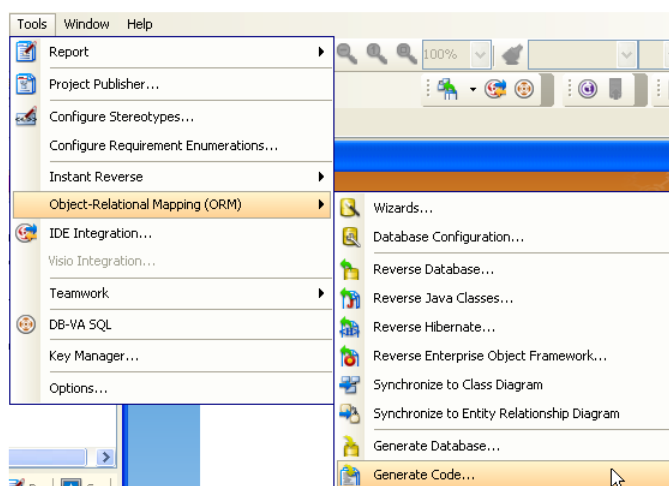 Tools Window Help
Report
100%
Project Publisher...
Configure Stereotypes...
Configure Requirement Enumerations...
Instant Reverse
Object-Relational Mapping (ORM)
IDE Integration...
Visio Integration...
Teamwork
DB-VA SQL
Key Manager...
Options...
Wizards...
Database Configuration...
Reverse Database...
Reverse Java Classes...
Reverse Hibernate...
Reverse Enterprise Object Framework...
Synchronize to Class Diagram
Synchronize to Entity Relationship Diagram
Generate Database...
Generate Code...